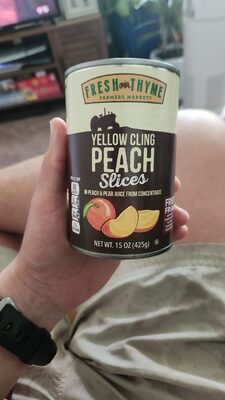 FRESH THYME
FARMERS MARKET
YELLOW CLING
PEACH
Slices
IN PEACH & PEAR JUICE FROM CONCENTRATE
NET WT. 15 OZ (425g)